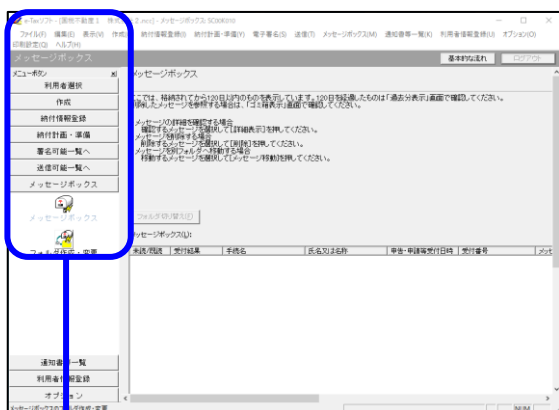 e-Taxソフト
ファイル(F) 編集(E) 表示(V) 作成 納付情報登録(I) 納付計画・準備(Y) 電子署名(S) 送信(T) メッセージボックス(M) 通知書等一覧(K) 利用者情報登録(U) オプション(O)
印刷設定(Q) ヘルプ(H)
メッセージボックス 基本的な流れ ログアウト
メニューボタン メッセージボックス
利用者選択
作成
納付情報登録
納付計画・準備
署名可能一覧へ
送信可能一覧へ
メッセージボックス
メッセージボックス
フォルダ作成・変更
ここでは、格納されてから120日以内のものを表示しています。120日を経過したものは「過去分表示」画面で確認してください。
削除したメッセージを参照する場合は、「ゴミ箱表示」画面で確認してください。
メッセージの詳細を確認する場合
確認するメッセージを選択して[詳細表示]を押してください。
メッセージを削除する場合
削除するメッセージを選択して[削除]を押してください。
メッセージを別フォルダへ移動する場合
移動するメッセージを選択して[メッセージ移動]を押してください。
フォルダ切り替え(F)
メッセージボックス(L):
未読/既読 受付結果 手続名 氏名又は名称 申告・申請等受付日時 受付番号
通知書等一覧
利用者情報登録
オプション
メッセージボックスのフォルダ作成・変更 NUM